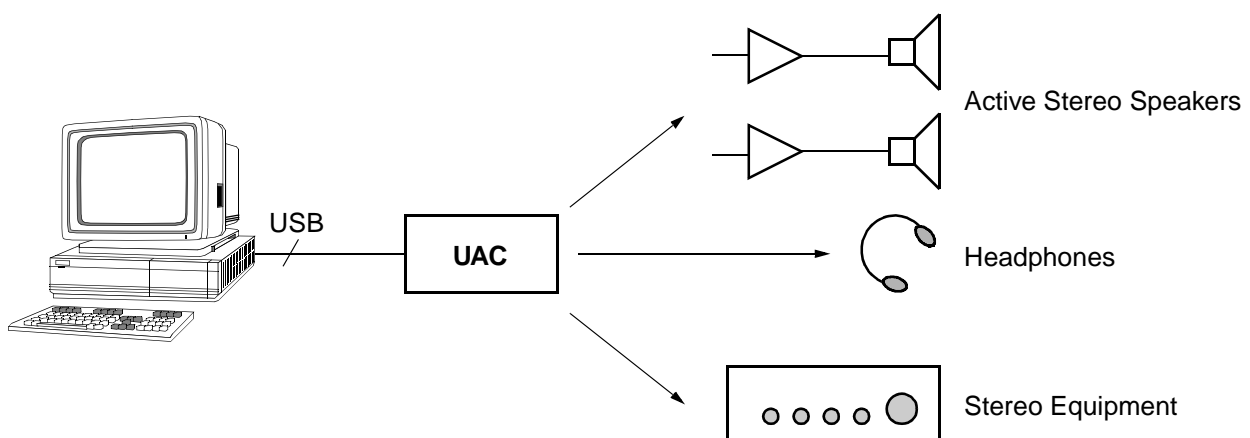 Active Stereo Speakers
USB
UAC
Headphones
Stereo Equipment